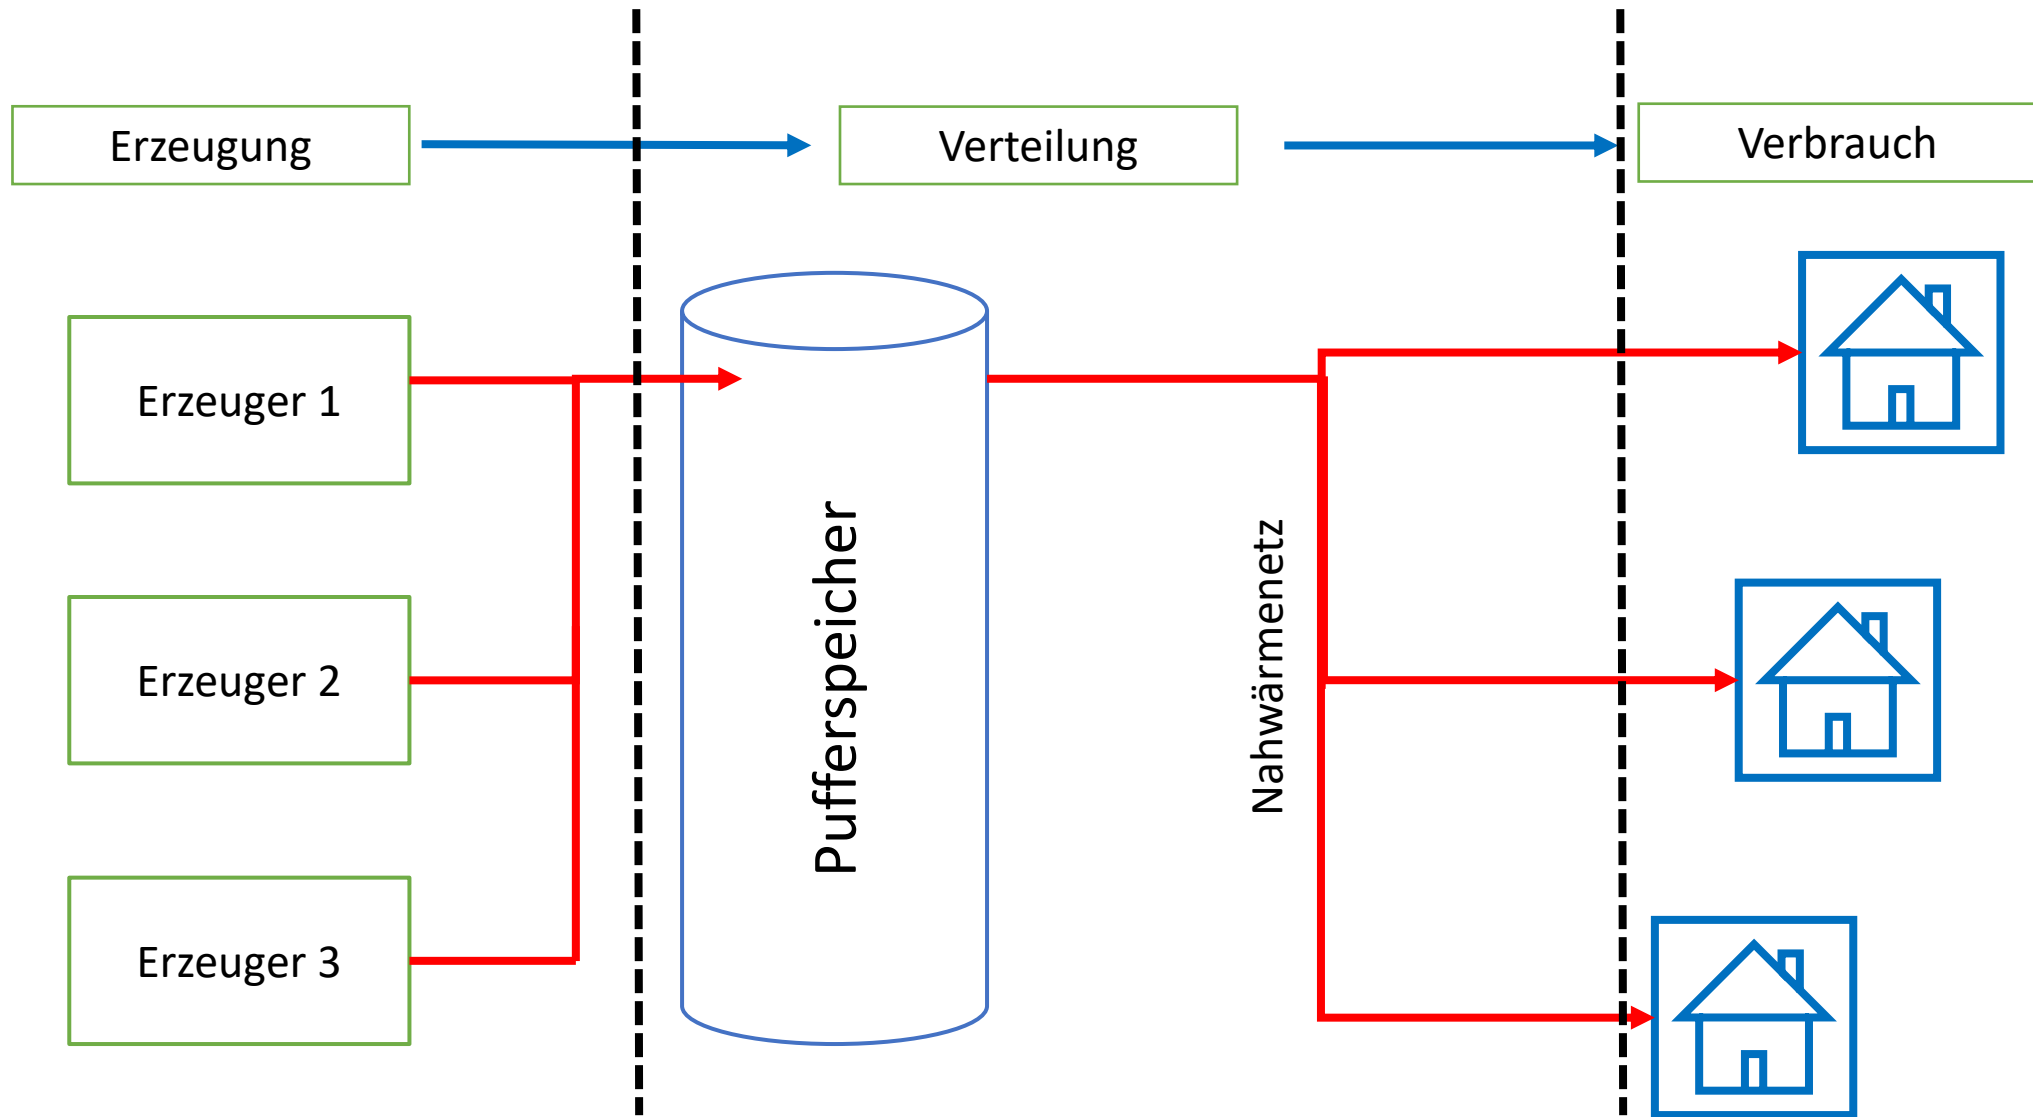 Erzeugung
Verteilung
Verbrauch
Erzeuger 1
Erzeuger 2
Erzeuger 3
Pufferspeicher
Nahwärmenetz